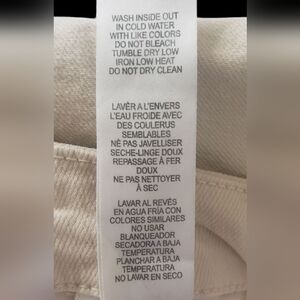 WASH INSIDE OUT
IN COLD WATER
WITH LIKE COLORS
DO NOT BLEACH
TUMBLE DRY LOW
IRON LOW HEAT
DO NOT DRY CLEAN
LAVÉR A L'ENVERS
L'EAU FROIDE AVEC
DES COULERUS
SEMBLABLES
NÉ PAS JAVELLISER
SECHE-LINGE DOUX
REPASSAGE À FER
DOUX
NE PAS NETTOYER
À SEC
LAVAR AL REVÉS
EN AGUA FRÍA CON
COLORES SIMILARES
NO USAR
BLANQUEADOR
SECADORA A BAJA
TEMPERATURA
PLANCHAR A BAJA
TEMPERATURA
NO LAVAR EN SECO